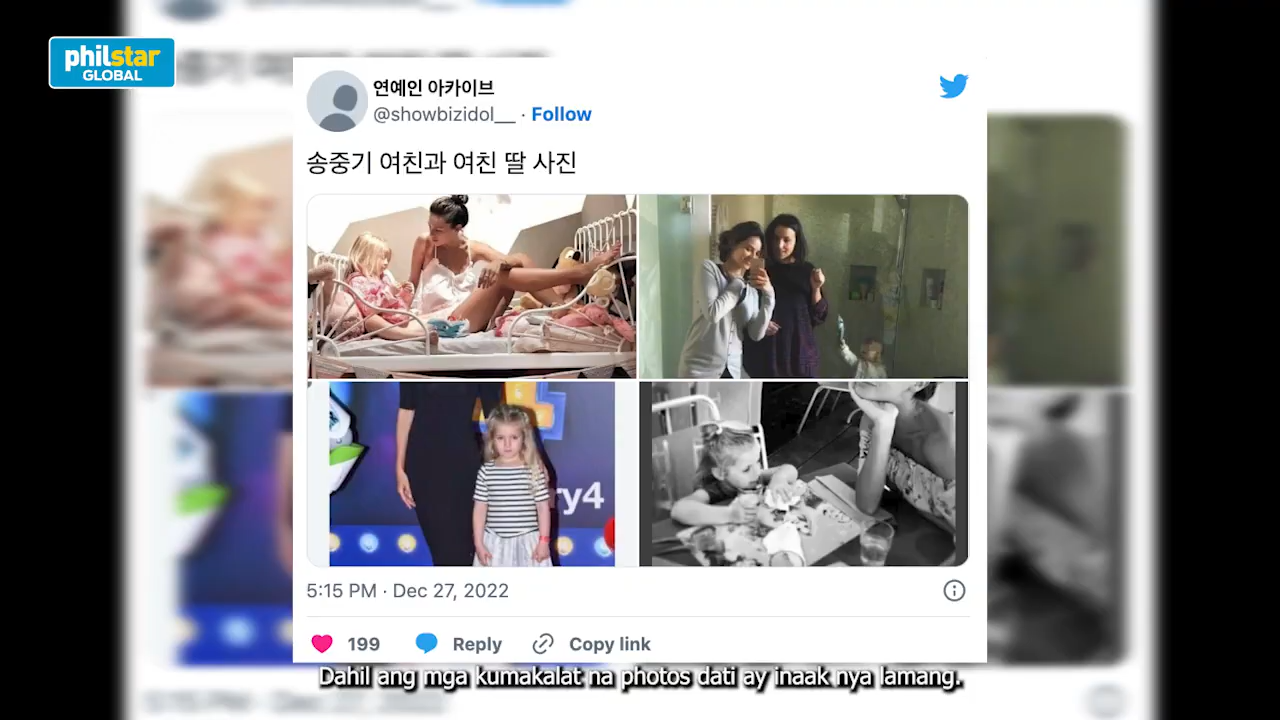 philstar
GLOBAL
연예인 아카이브
@showbizidol__ · Follow
송중기 여친과 여친 딸 사진
ry4
5:15 PM · Dec 27, 2022
199 Reply Copy link
Dahil ang mga kumakalat na photos dati ay inaak nya lamang.